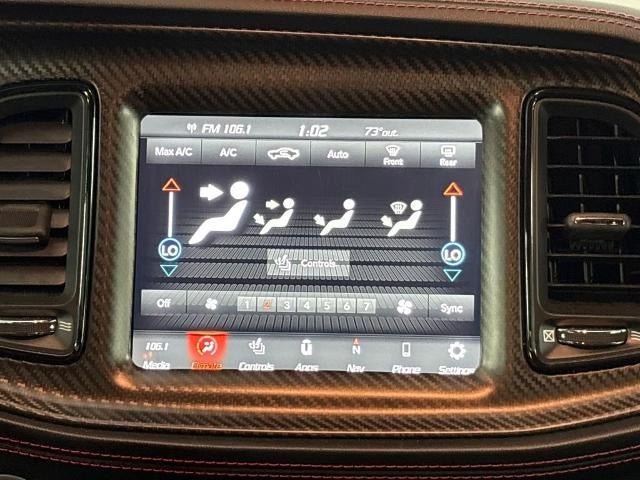 FM 106.1 1:02 73° out
Max A/C A/C Auto Front Rear
LO LO
Controls
Off 1 2 3 4 5 6 7 Sync
106.1 N
Media Climate Controls Apps Nav Phone Settings